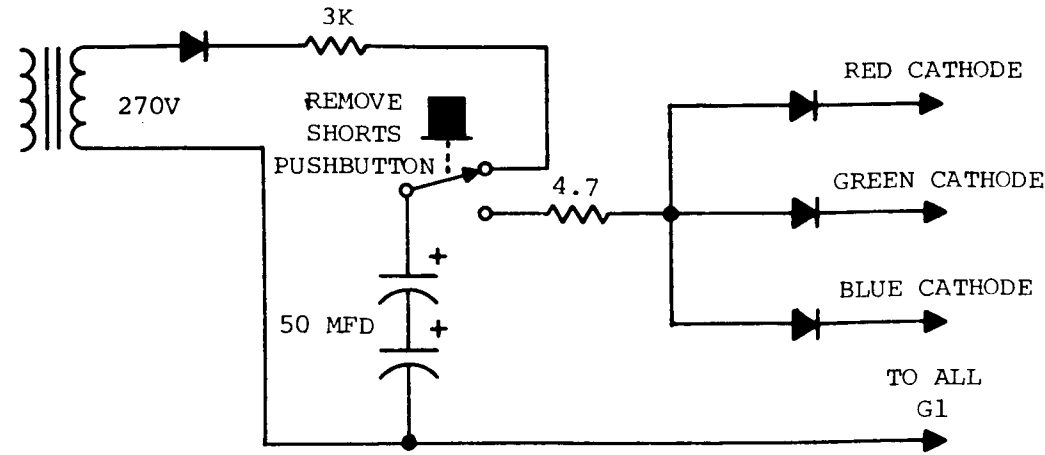 3K
270V
REMOVE
SHORTS
PUSHBUTTON
4.7
RED CATHODE
GREEN CATHODE
BLUE CATHODE
+
50 MFD
+
TO ALL
G1